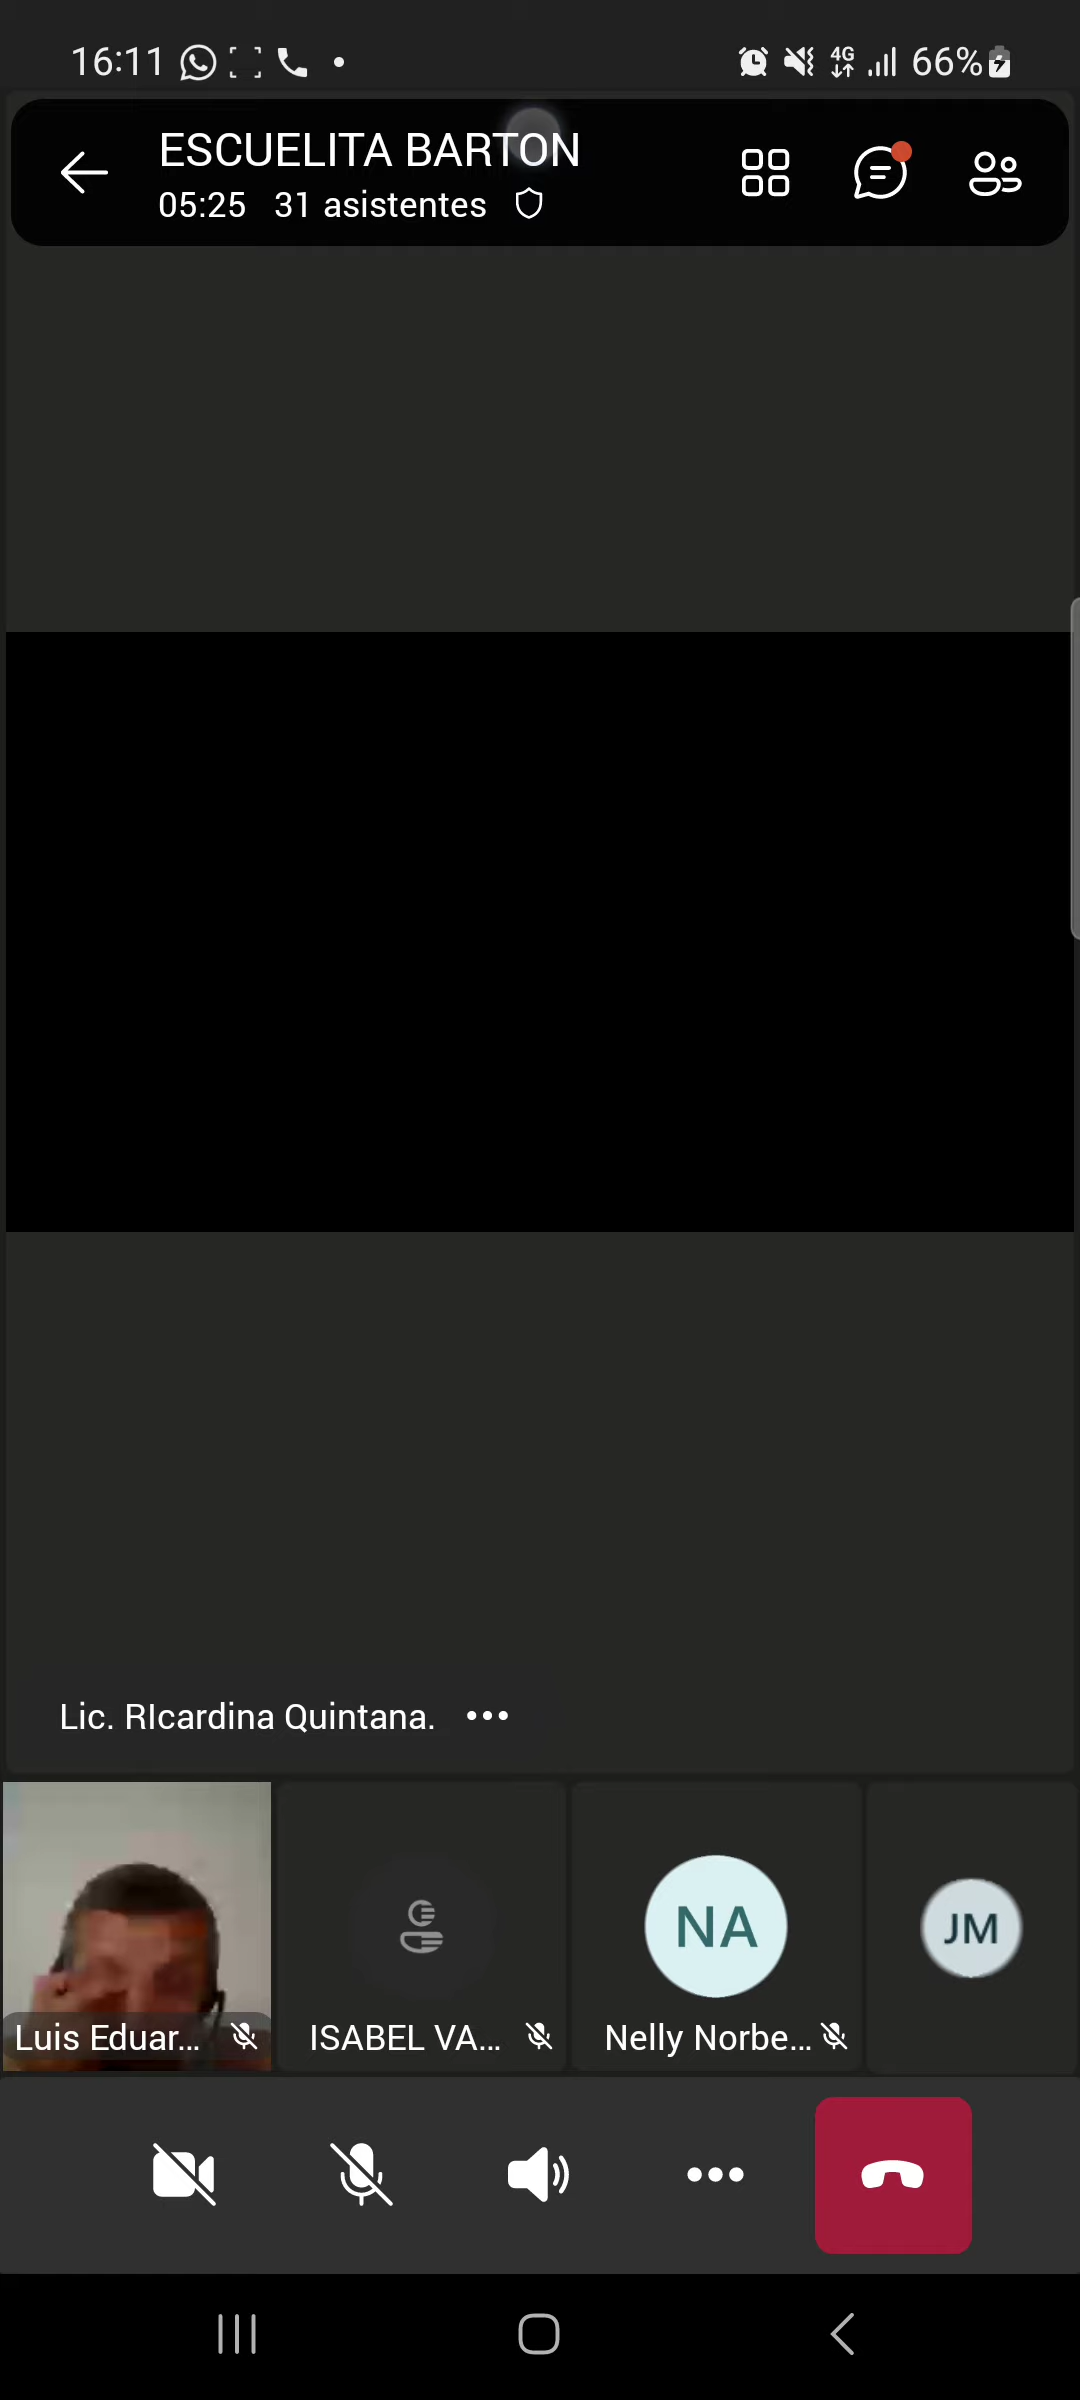 16:11
4G
66%
ESCUELITA BARTON
05:25 31 asistentes
Lic. RIcardina Quintana.
NA
JM
Luis Eduar...
ISABEL VA...
Nelly Norbe...